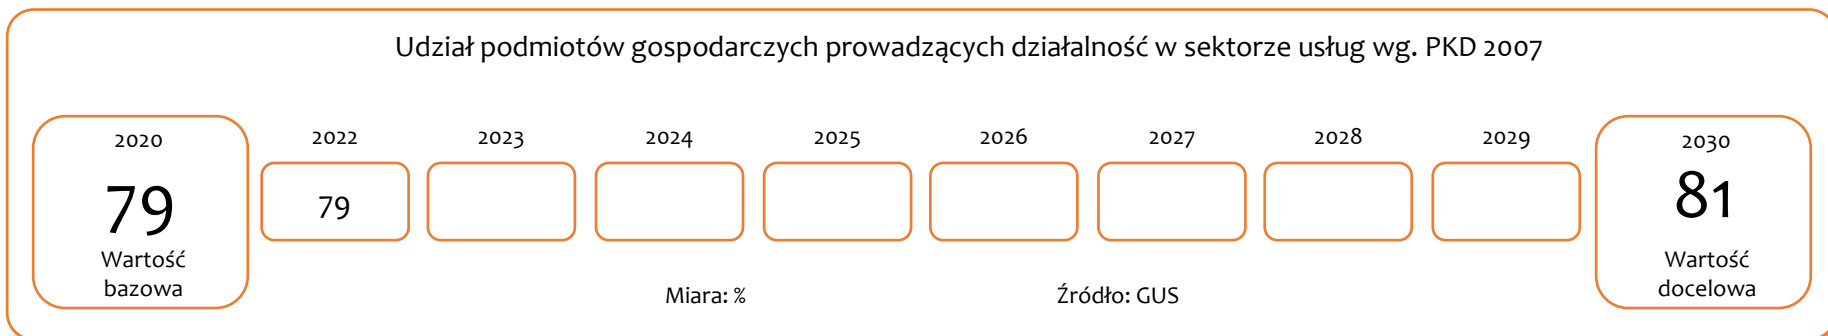 Udział podmiotów gospodarczych prowadzących działalność w sektorze usług wg. PKD 2007
2020 2022 2023 2024 2025 2026 2027 2028 2029 2030
79 79 81
Wartość bazowa
Wartość docelowa
Miara: % Źródło: GUS